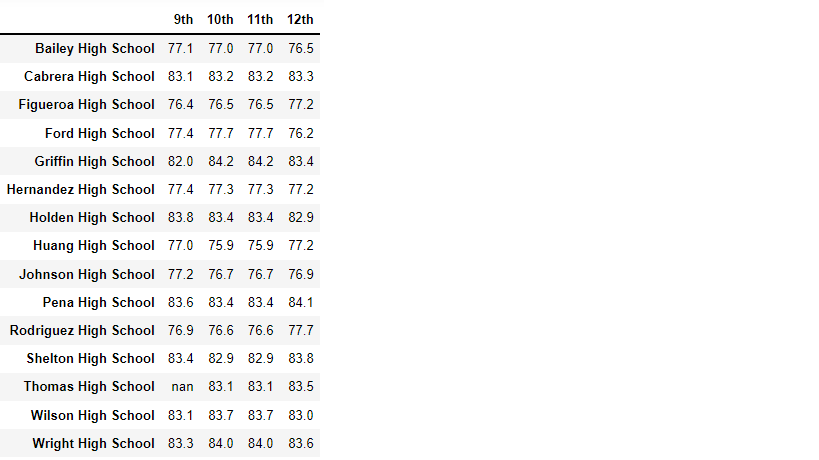 9th 10th 11th 12th
Bailey High School 77.1 77.0 77.0 76.5
Cabrera High School 83.1 83.2 83.2 83.3
Figueroa High School 76.4 76.5 76.5 77.2
Ford High School 77.4 77.7 77.7 76.2
Griffin High School 82.0 84.2 84.2 83.4
Hernandez High School 77.4 77.3 77.3 77.2
Holden High School 83.8 83.4 83.4 82.9
Huang High School 77.0 75.9 75.9 77.2
Johnson High School 77.2 76.7 76.7 76.9
Pena High School 83.6 83.4 83.4 84.1
Rodriguez High School 76.9 76.6 76.6 77.7
Shelton High School 83.4 82.9 82.9 83.8
Thomas High School nan 83.1 83.1 83.5
Wilson High School 83.1 83.7 83.7 83.0
Wright High School 83.3 84.0 84.0 83.6